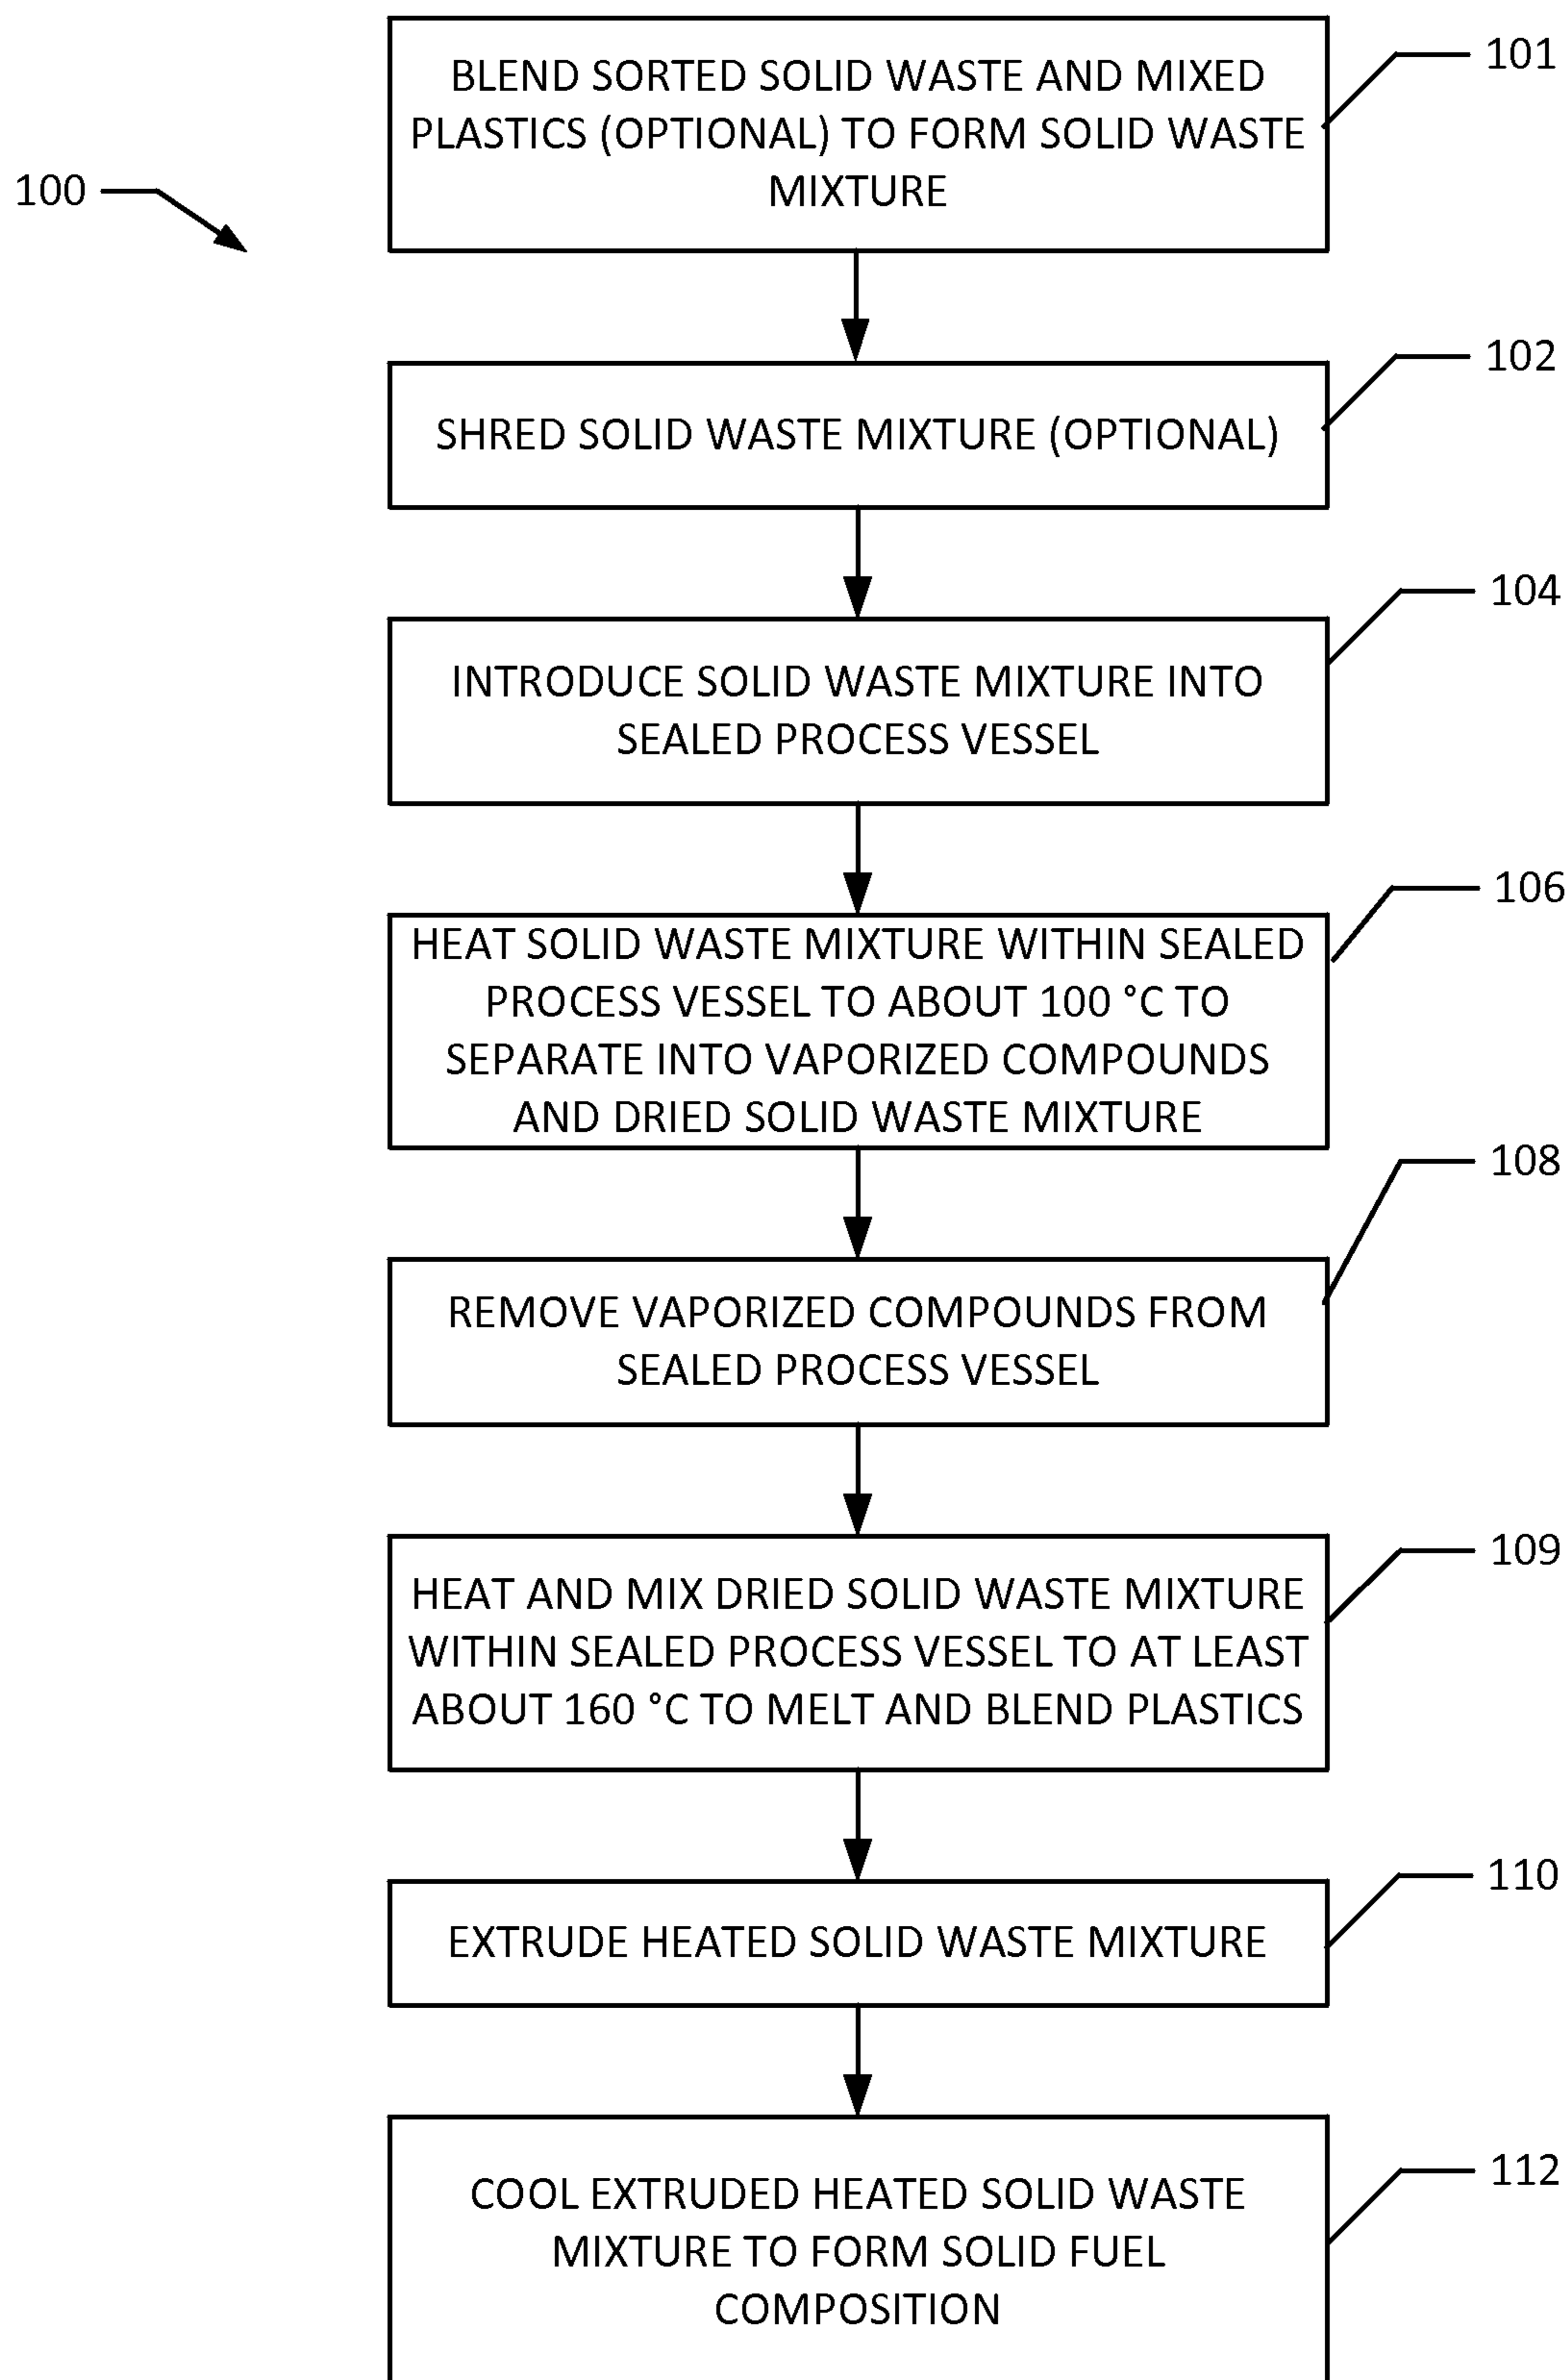 BLEND SORTED SOLID WASTE AND MIXED
PLASTICS (OPTIONAL) TO FORM SOLID WASTE
MIXTURE
101
100
SHRED SOLID WASTE MIXTURE (OPTIONAL)
102
INTRODUCE SOLID WASTE MIXTURE INTO
SEALED PROCESS VESSEL
104
HEAT SOLID WASTE MIXTURE WITHIN SEALED
PROCESS VESSEL TO ABOUT 100 °C TO
SEPARATE INTO VAPORIZED COMPOUNDS
AND DRIED SOLID WASTE MIXTURE
106
REMOVE VAPORIZED COMPOUNDS FROM
SEALED PROCESS VESSEL
108
HEAT AND MIX DRIED SOLID WASTE MIXTURE
WITHIN SEALED PROCESS VESSEL TO AT LEAST
ABOUT 160 °C TO MELT AND BLEND PLASTICS
109
EXTRUDE HEATED SOLID WASTE MIXTURE
110
COOL EXTRUDED HEATED SOLID WASTE
MIXTURE TO FORM SOLID FUEL
COMPOSITION
112